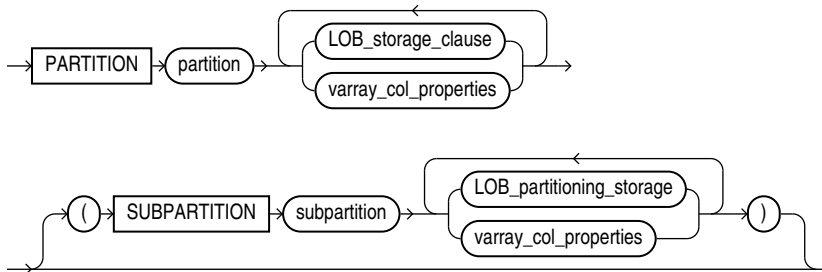 LOB_storage_clause
PARTITION partition
varray_col_properties
LOB_partitioning_storage
( SUBPARTITION subpartition )
varray_col_properties